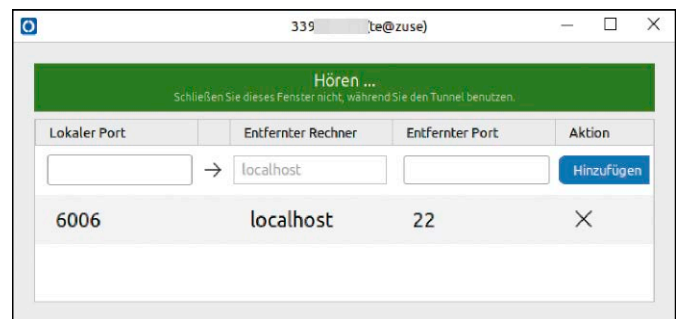 339 te@zuse)
Hören ...
Schließen Sie dieses Fenster nicht, während Sie den Tunnel benutzen.
Lokaler Port Entfernter Rechner Entfernter Port Aktion
→ localhost Hinzufügen
6006 localhost 22